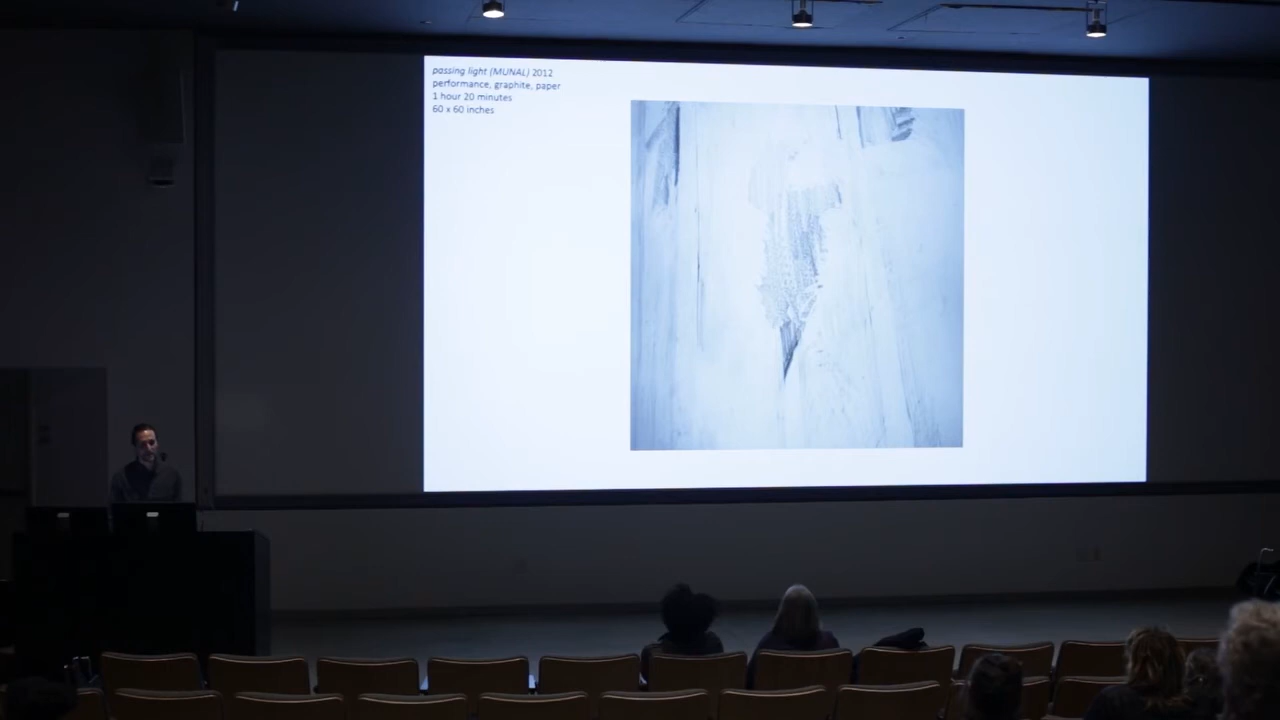 passing light (MUNAL) 2012
performance, graphite, paper
1 hour 20 minutes
60 x 60 inches